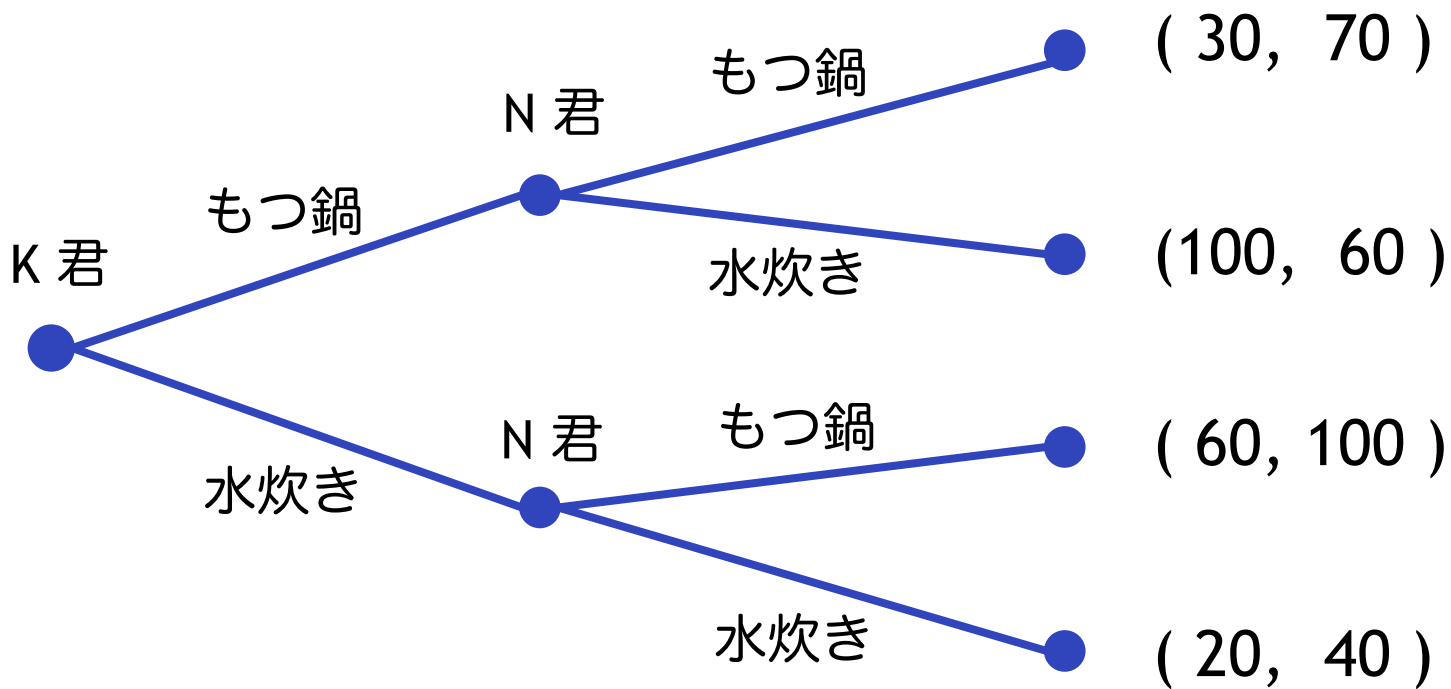 もつ鍋 ( 30, 70 )
N 君
もつ鍋
K 君
水炊き (100, 60 )
N 君
もつ鍋 ( 60, 100 )
水炊き
水炊き ( 20, 40 )